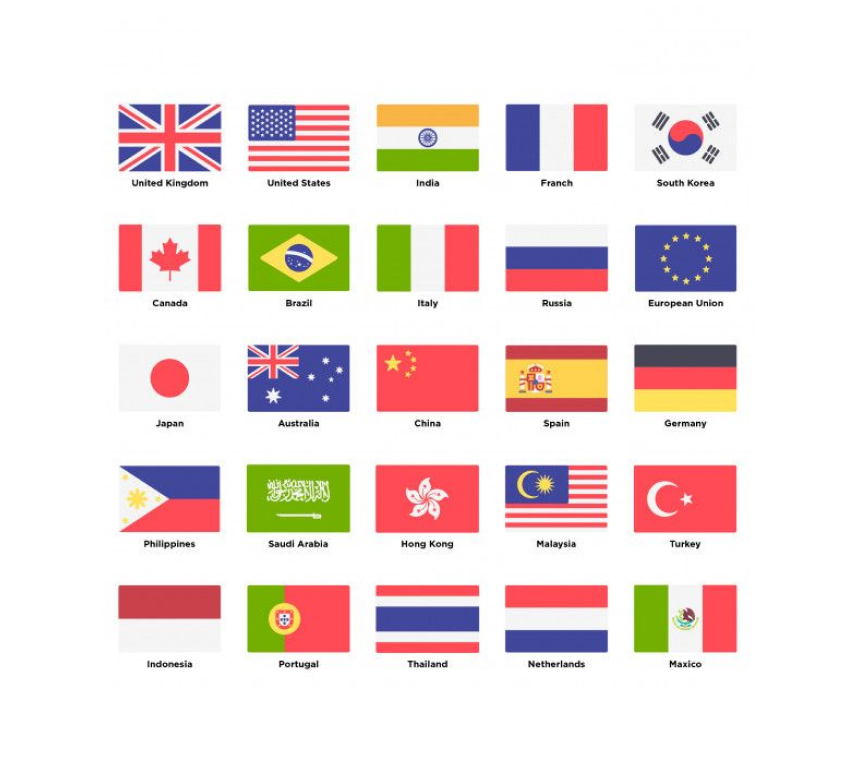 United Kingdom
United States
India
Franch
South Korea
Canada
Brazil
Italy
Russia
European Union
Japan
Australia
China
Spain
Germany
Philippines
Saudi Arabia
Hong Kong
Malaysia
Turkey
Indonesia
Portugal
Thailand
Netherlands
Maxico